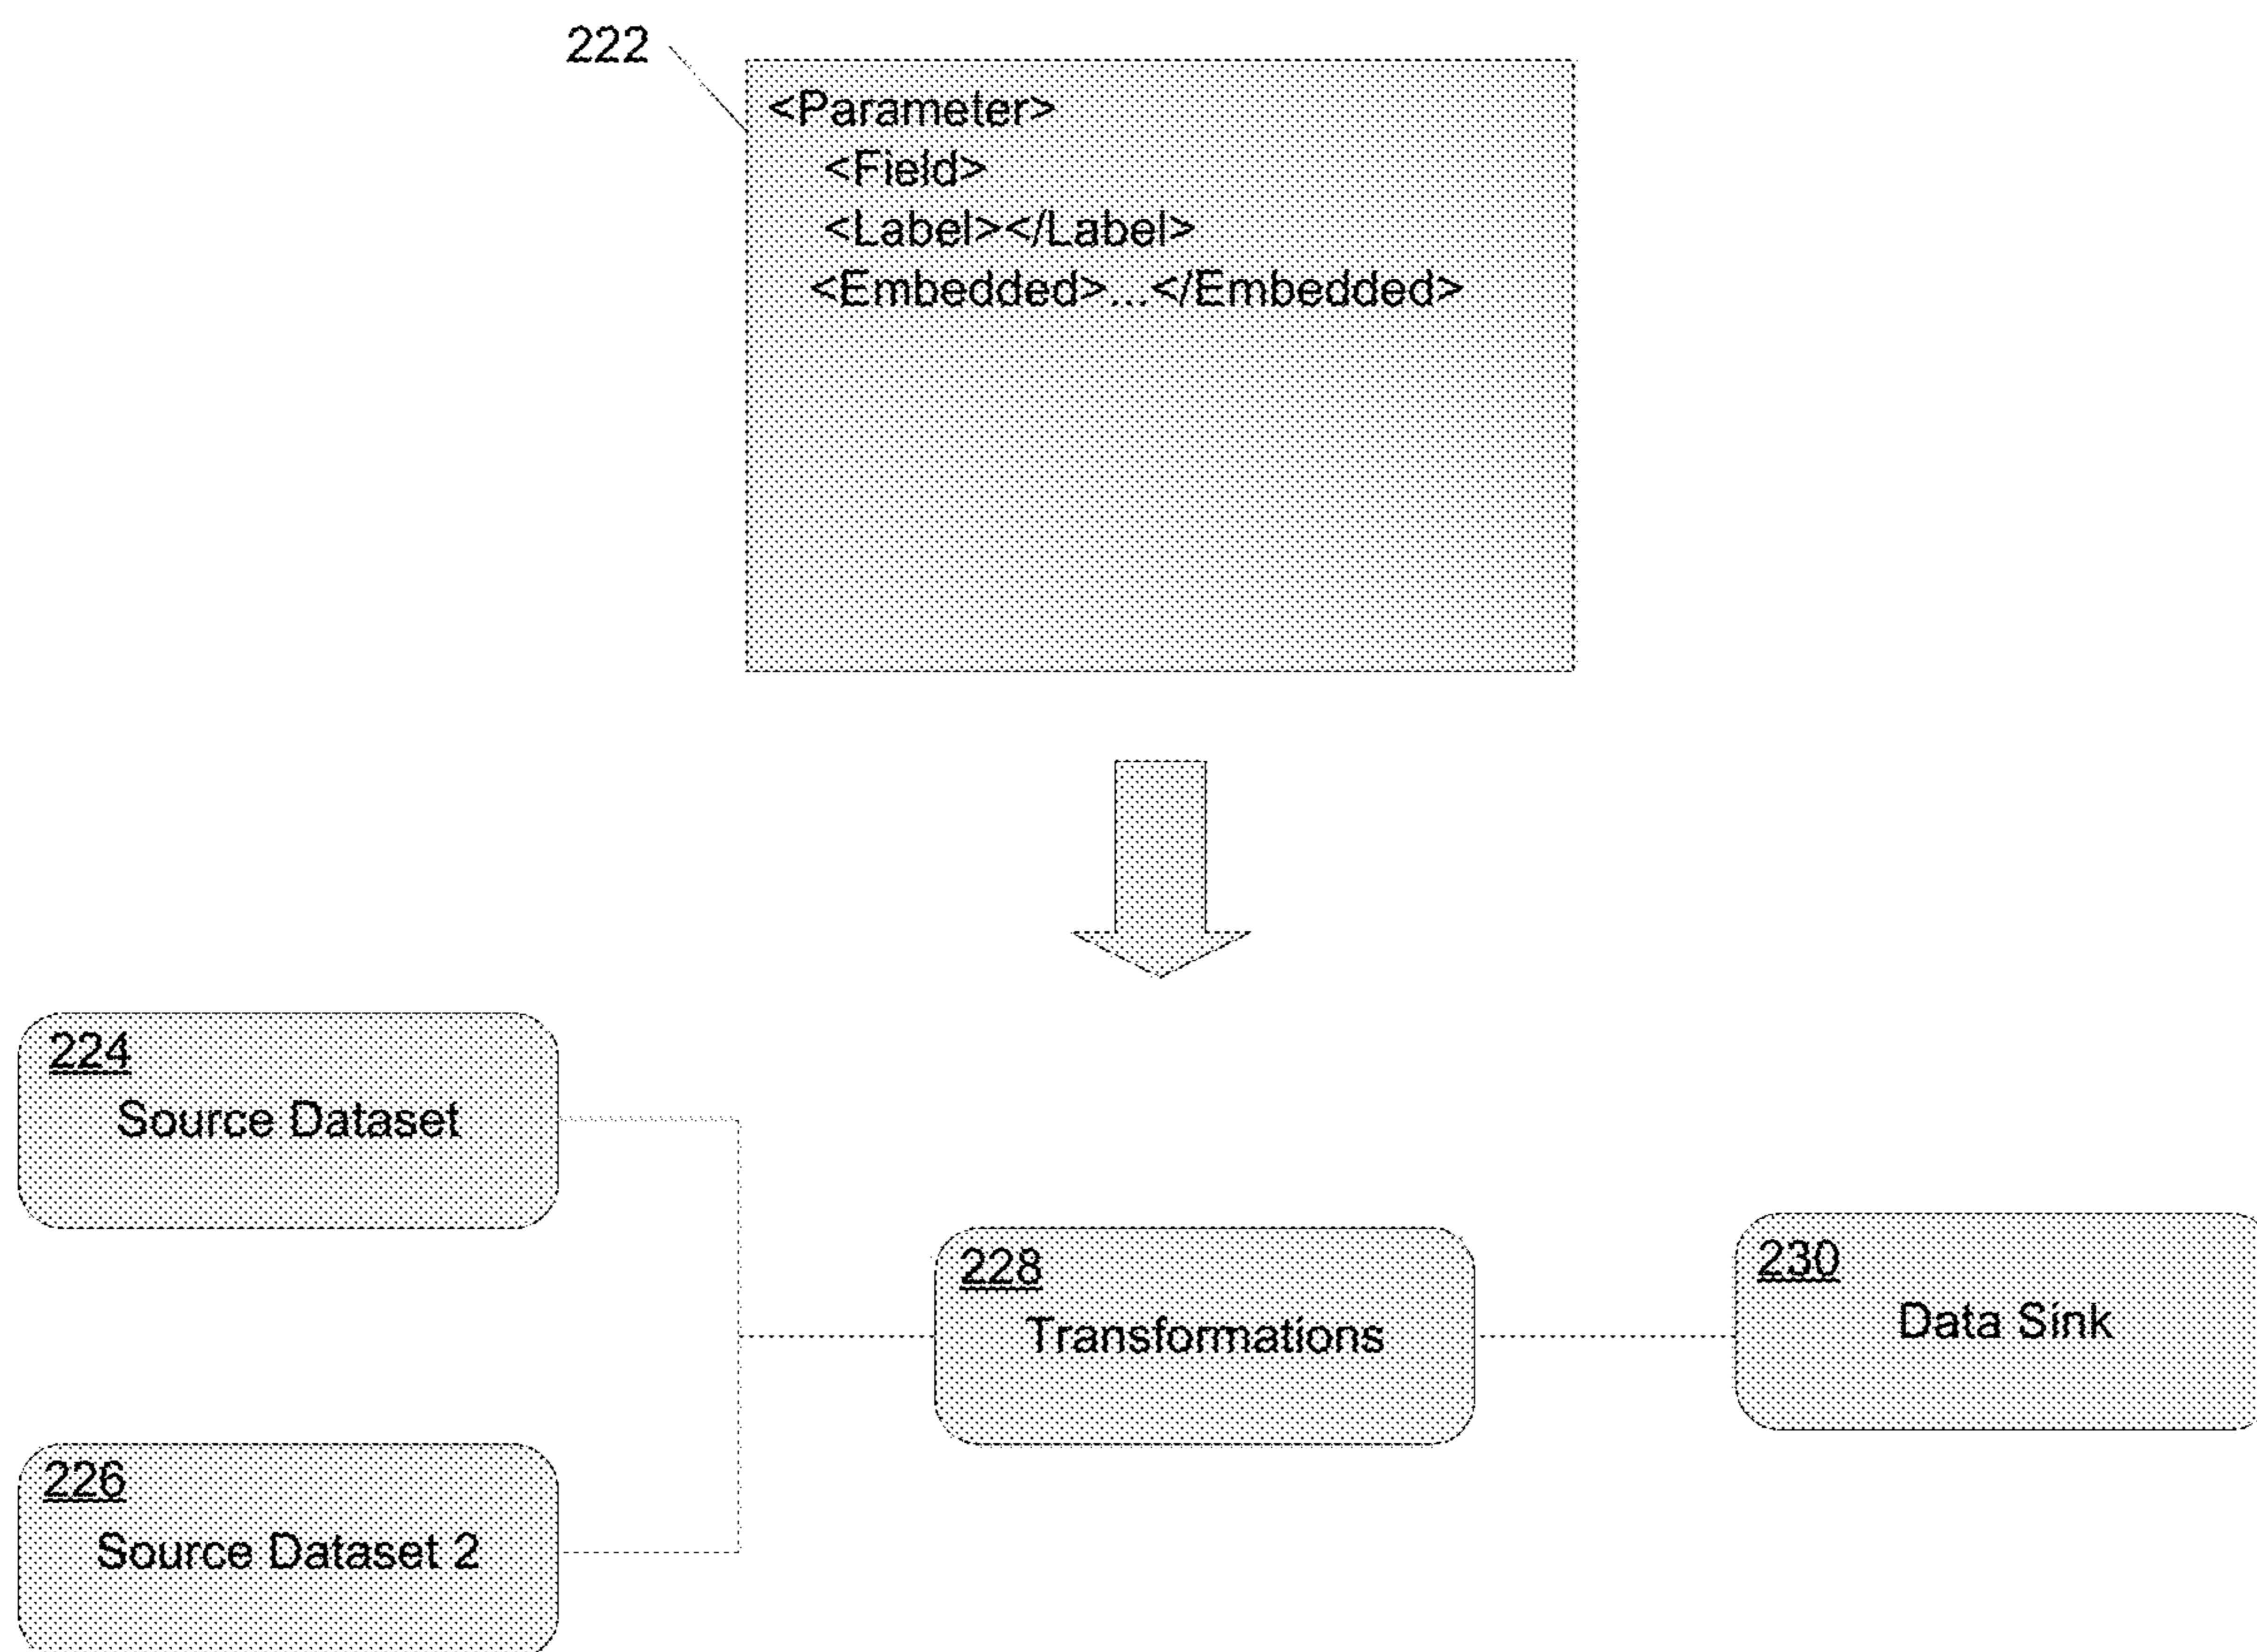 222
<Parameter>
<Field>
<Label></Label>
<Embedded>...</Embedded>
224
Source Dataset
228
Transformations
230
Data Sink
226
Source Dataset 2